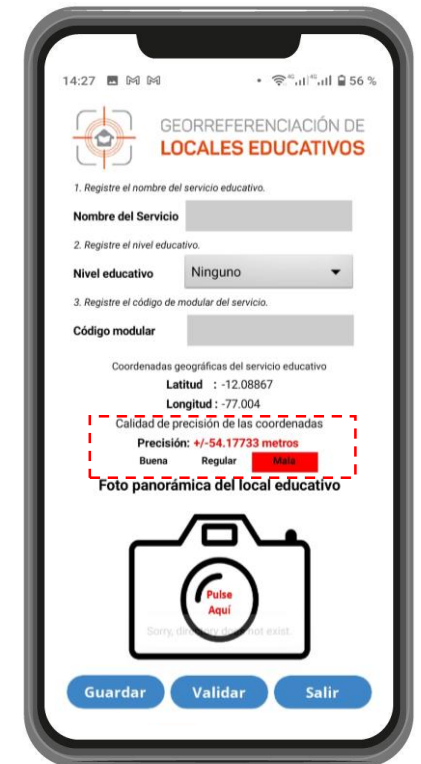 14:27
56 %
GEORREFERENCIACIÓN DE
LOCALES EDUCATIVOS
1. Registre el nombre del servicio educativo.
Nombre del Servicio
2. Registre el nivel educativo.
Nivel educativo Ninguno
3. Registre el código de modular del servicio.
Código modular
Coordenadas geográficas del servicio educativo
Latitud : -12.08867
Longitud : -77.004
Calidad de precisión de las coordenadas
Precisión: +/-54.17733 metros
Buena Regular Mala
Foto panorámica del local educativo
Pulse
Aquí
Sorry, directory does not exist.
Guardar Validar Salir